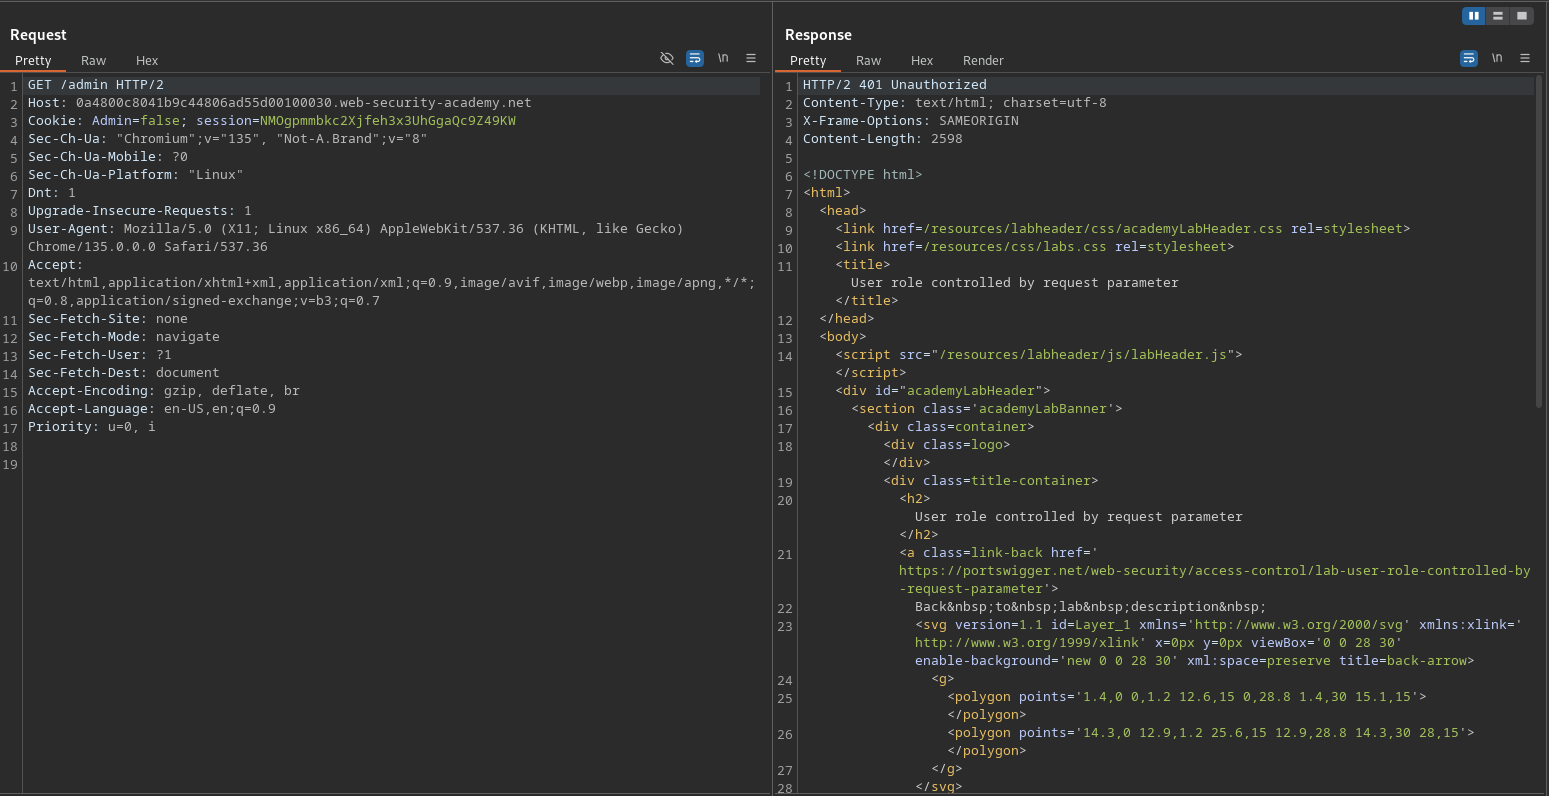 Request
Pretty Raw Hex
\n
1 GET /admin HTTP/2
2 Host: 0a4800c8041b9c44806ad55d00100030.web-security-academy.net
3 Cookie: Admin=false; session=NMOgpmmbkc2Xjfeh3x3UhGgaQc9Z49KW
4 Sec-Ch-Ua: "Chromium";v="135", "Not-A.Brand";v="8"
5 Sec-Ch-Ua-Mobile: ?0
6 Sec-Ch-Ua-Platform: "Linux"
7 Dnt: 1
8 Upgrade-Insecure-Requests: 1
9 User-Agent: Mozilla/5.0 (X11; Linux x86_64) AppleWebKit/537.36 (KHTML, like Gecko)
Chrome/135.0.0.0 Safari/537.36
10 Accept:
text/html,application/xhtml+xml,application/xml;q=0.9,image/avif,image/webp,image/apng,*/*;
q=0.8,application/signed-exchange;v=b3;q=0.7
11 Sec-Fetch-Site: none
12 Sec-Fetch-Mode: navigate
13 Sec-Fetch-User: ?1
14 Sec-Fetch-Dest: document
15 Accept-Encoding: gzip, deflate, br
16 Accept-Language: en-US,en;q=0.9
17 Priority: u=0, i
18
19
Response
Pretty Raw Hex Render
\n
1 HTTP/2 401 Unauthorized
2 Content-Type: text/html; charset=utf-8
3 X-Frame-Options: SAMEORIGIN
4 Content-Length: 2598
5
6 <!DOCTYPE html>
7 <html>
8 <head>
9 <link href=/resources/labheader/css/academyLabHeader.css rel=stylesheet>
10 <link href=/resources/css/labs.css rel=stylesheet>
11 <title>
User role controlled by request parameter
</title>
12 </head>
13 <body>
14 <script src="/resources/labheader/js/labHeader.js">
</script>
15 <div id="academyLabHeader">
16 <section class='academyLabBanner'>
17 <div class=container>
18 <div class=logo>
</div>
19 <div class=title-container>
20 <h2>
User role controlled by request parameter
</h2>
21 <a class=link-back href='
https://portswigger.net/web-security/access-control/lab-user-role-controlled-by
-request-parameter'>
22 Back&nbsp;to&nbsp;lab&nbsp;description&nbsp;
23 <svg version=1.1 id=Layer_1 xmlns='http://www.w3.org/2000/svg' xmlns:xlink='
http://www.w3.org/1999/xlink' x=0px y=0px viewBox='0 0 28 30'
enable-background='new 0 0 28 30' xml:space=preserve title=back-arrow>
24 <g>
25 <polygon points='1.4,0 0,1.2 12.6,15 0,28.8 1.4,30 15.1,15'>
</polygon>
26 <polygon points='14.3,0 12.9,1.2 25.6,15 12.9,28.8 14.3,30 28,15'>
</polygon>
27 </g>
28 </svg>